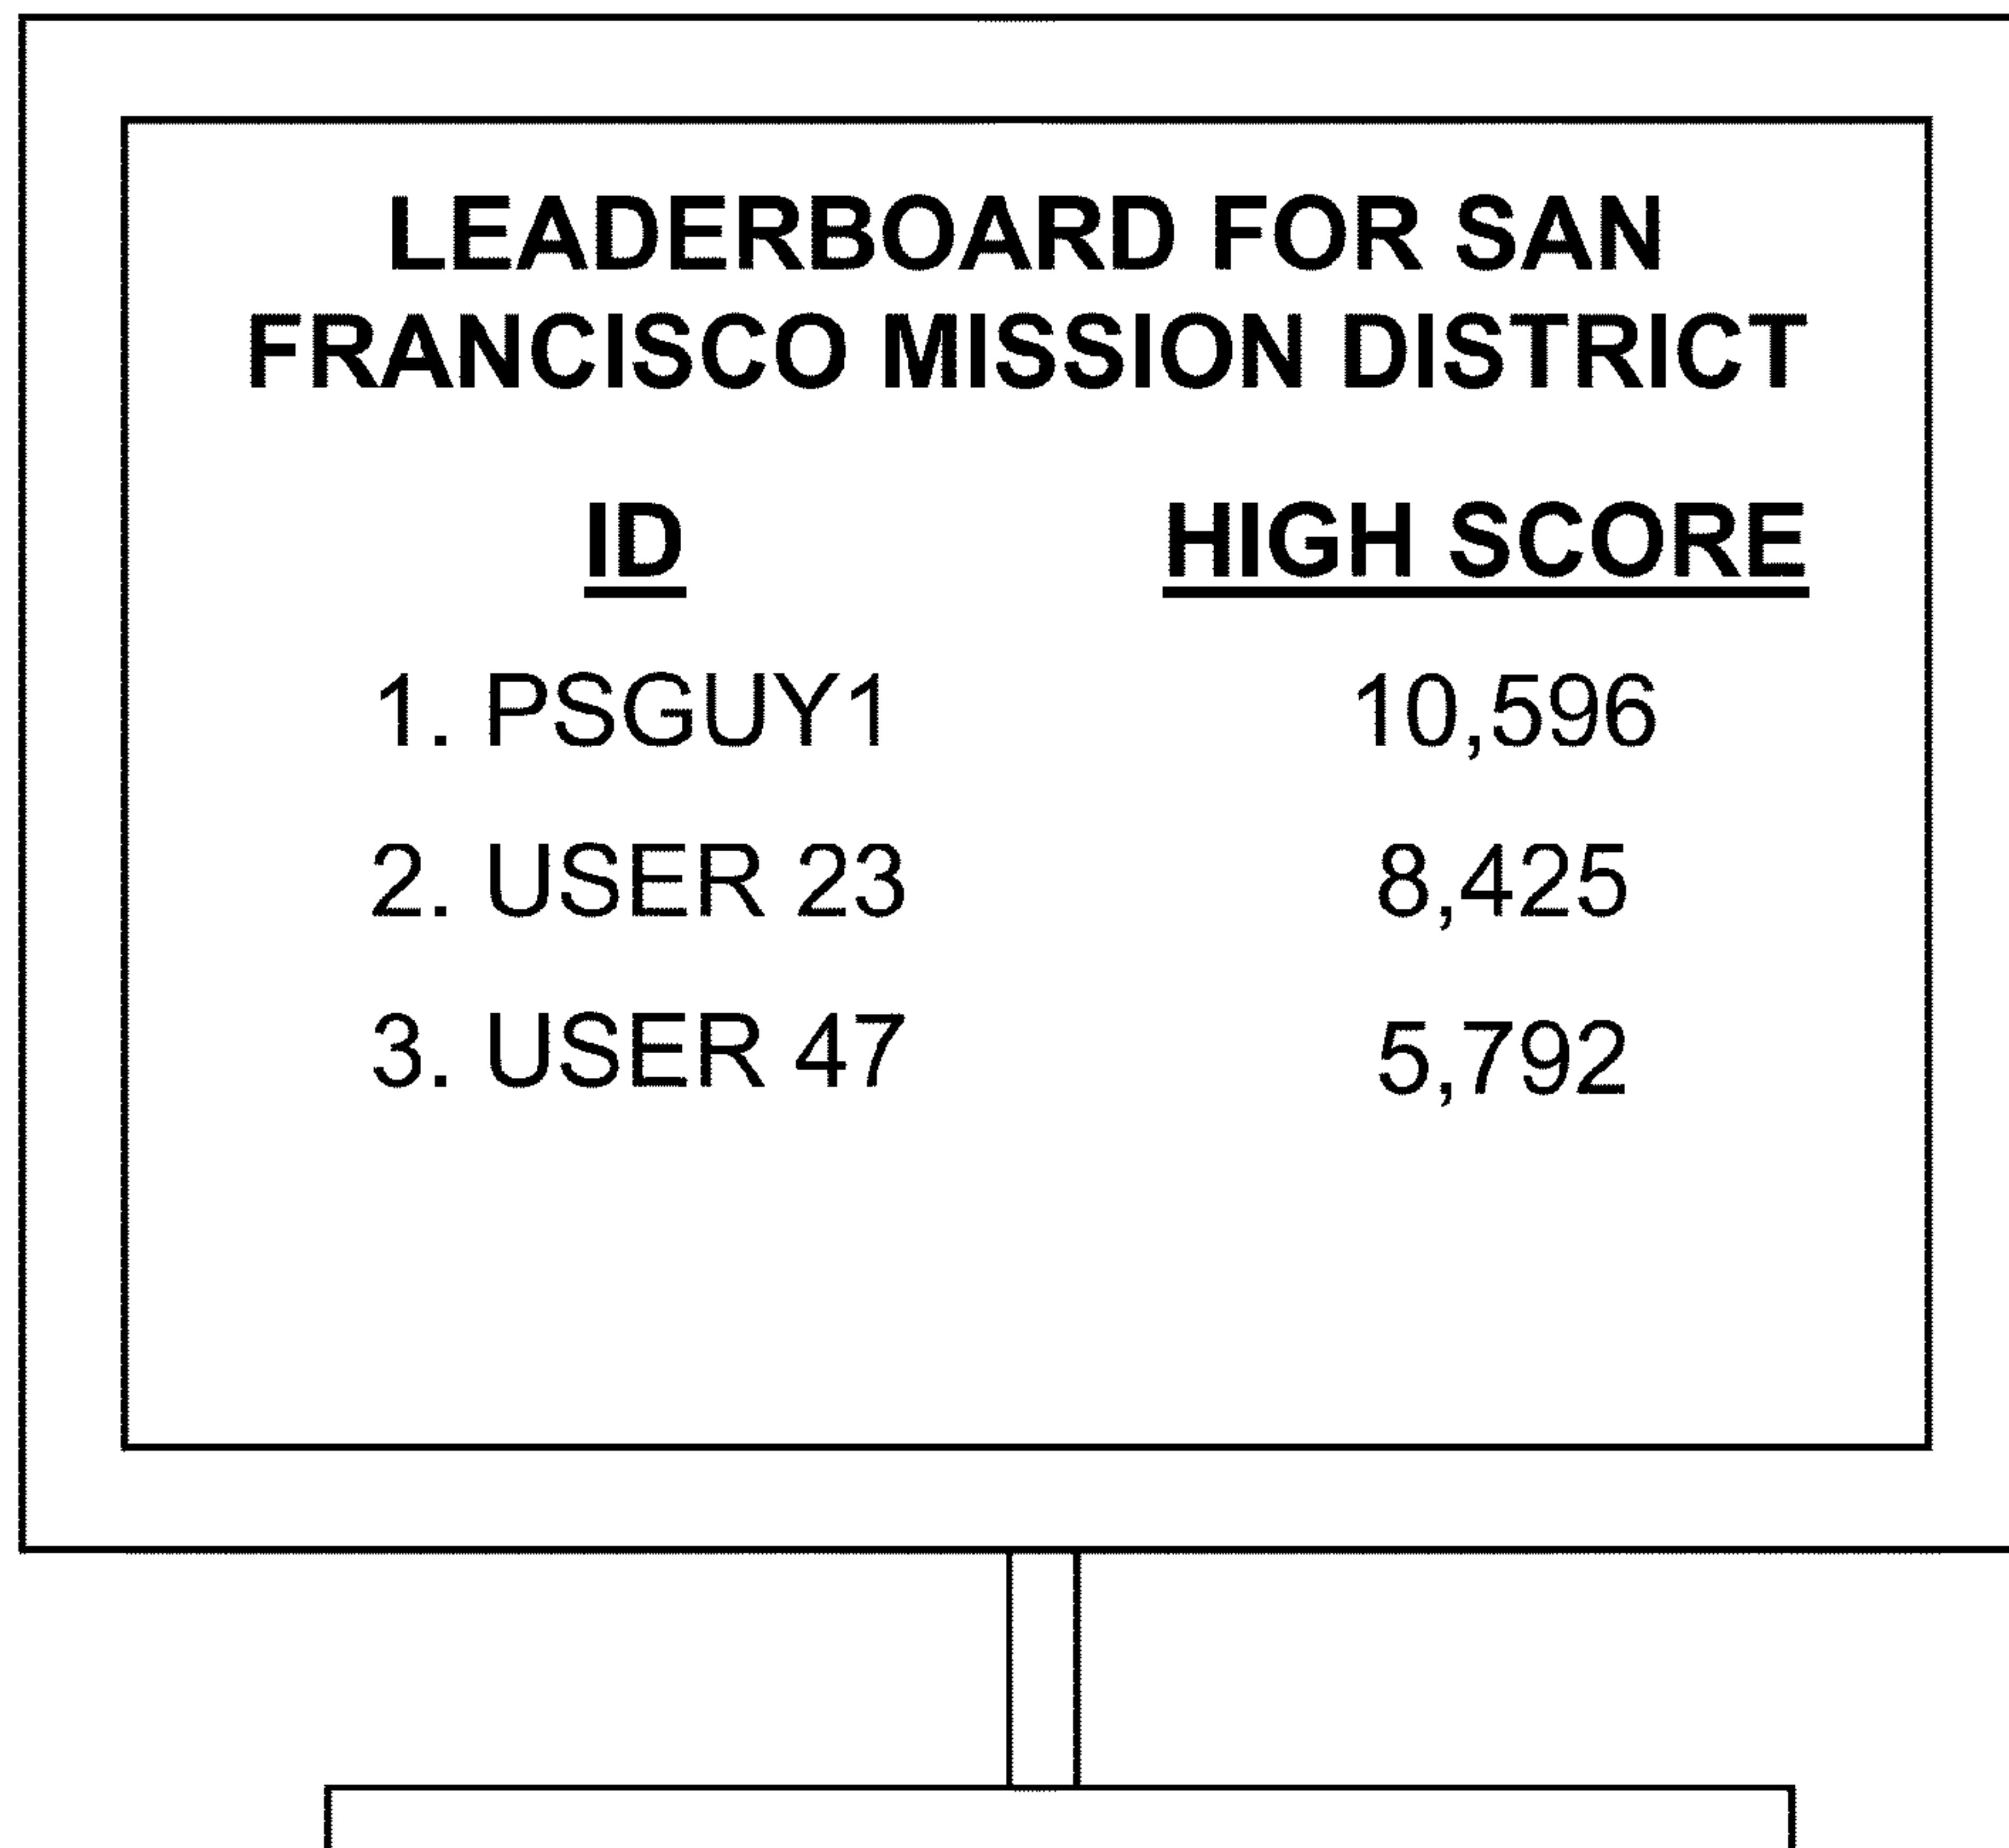 LEADERBOARD FOR SAN
FRANCISCO MISSION DISTRICT
ID HIGH SCORE
1. PSGUY1 10,596
2. USER 23 8,425
3. USER 47 5,792